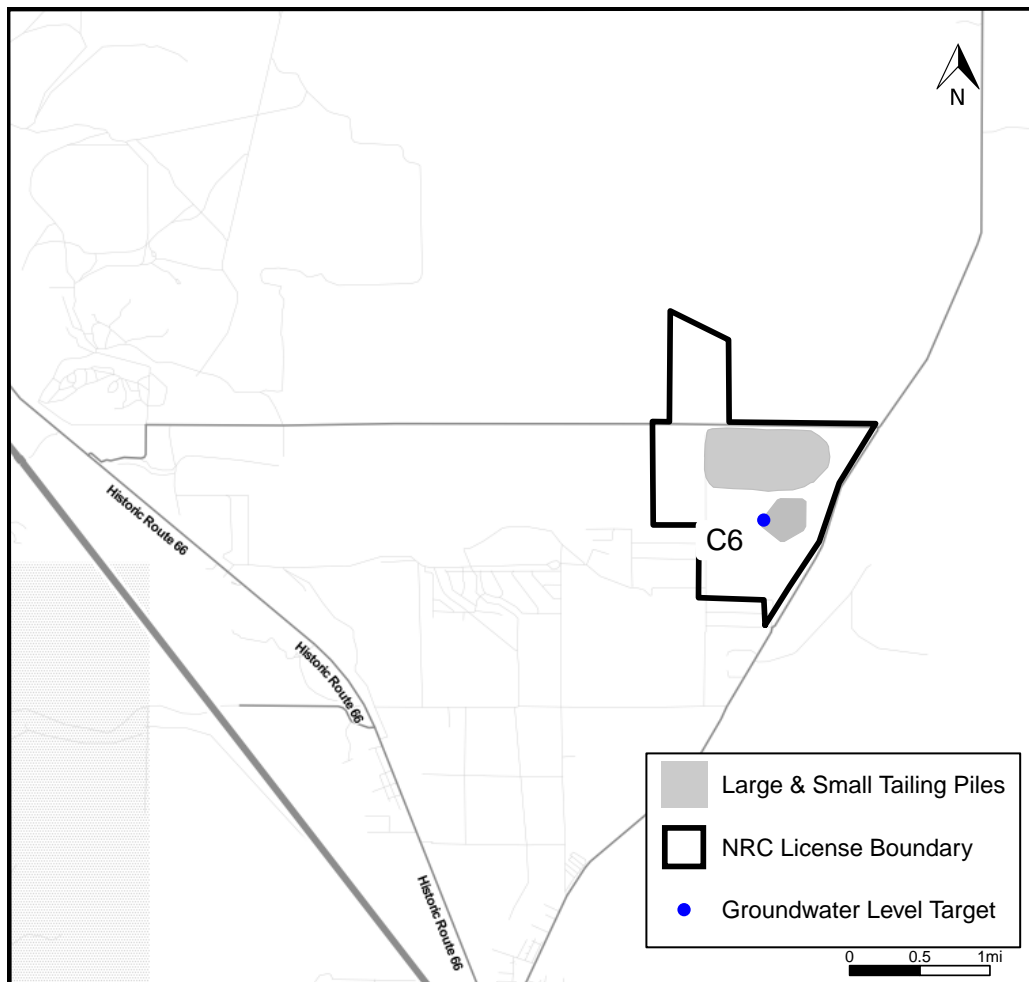 N
C6
Historic Route 66
Historic Route 66
Historic Route 66
Large & Small Tailing Piles
NRC License Boundary
Groundwater Level Target
0 0.5 1mi